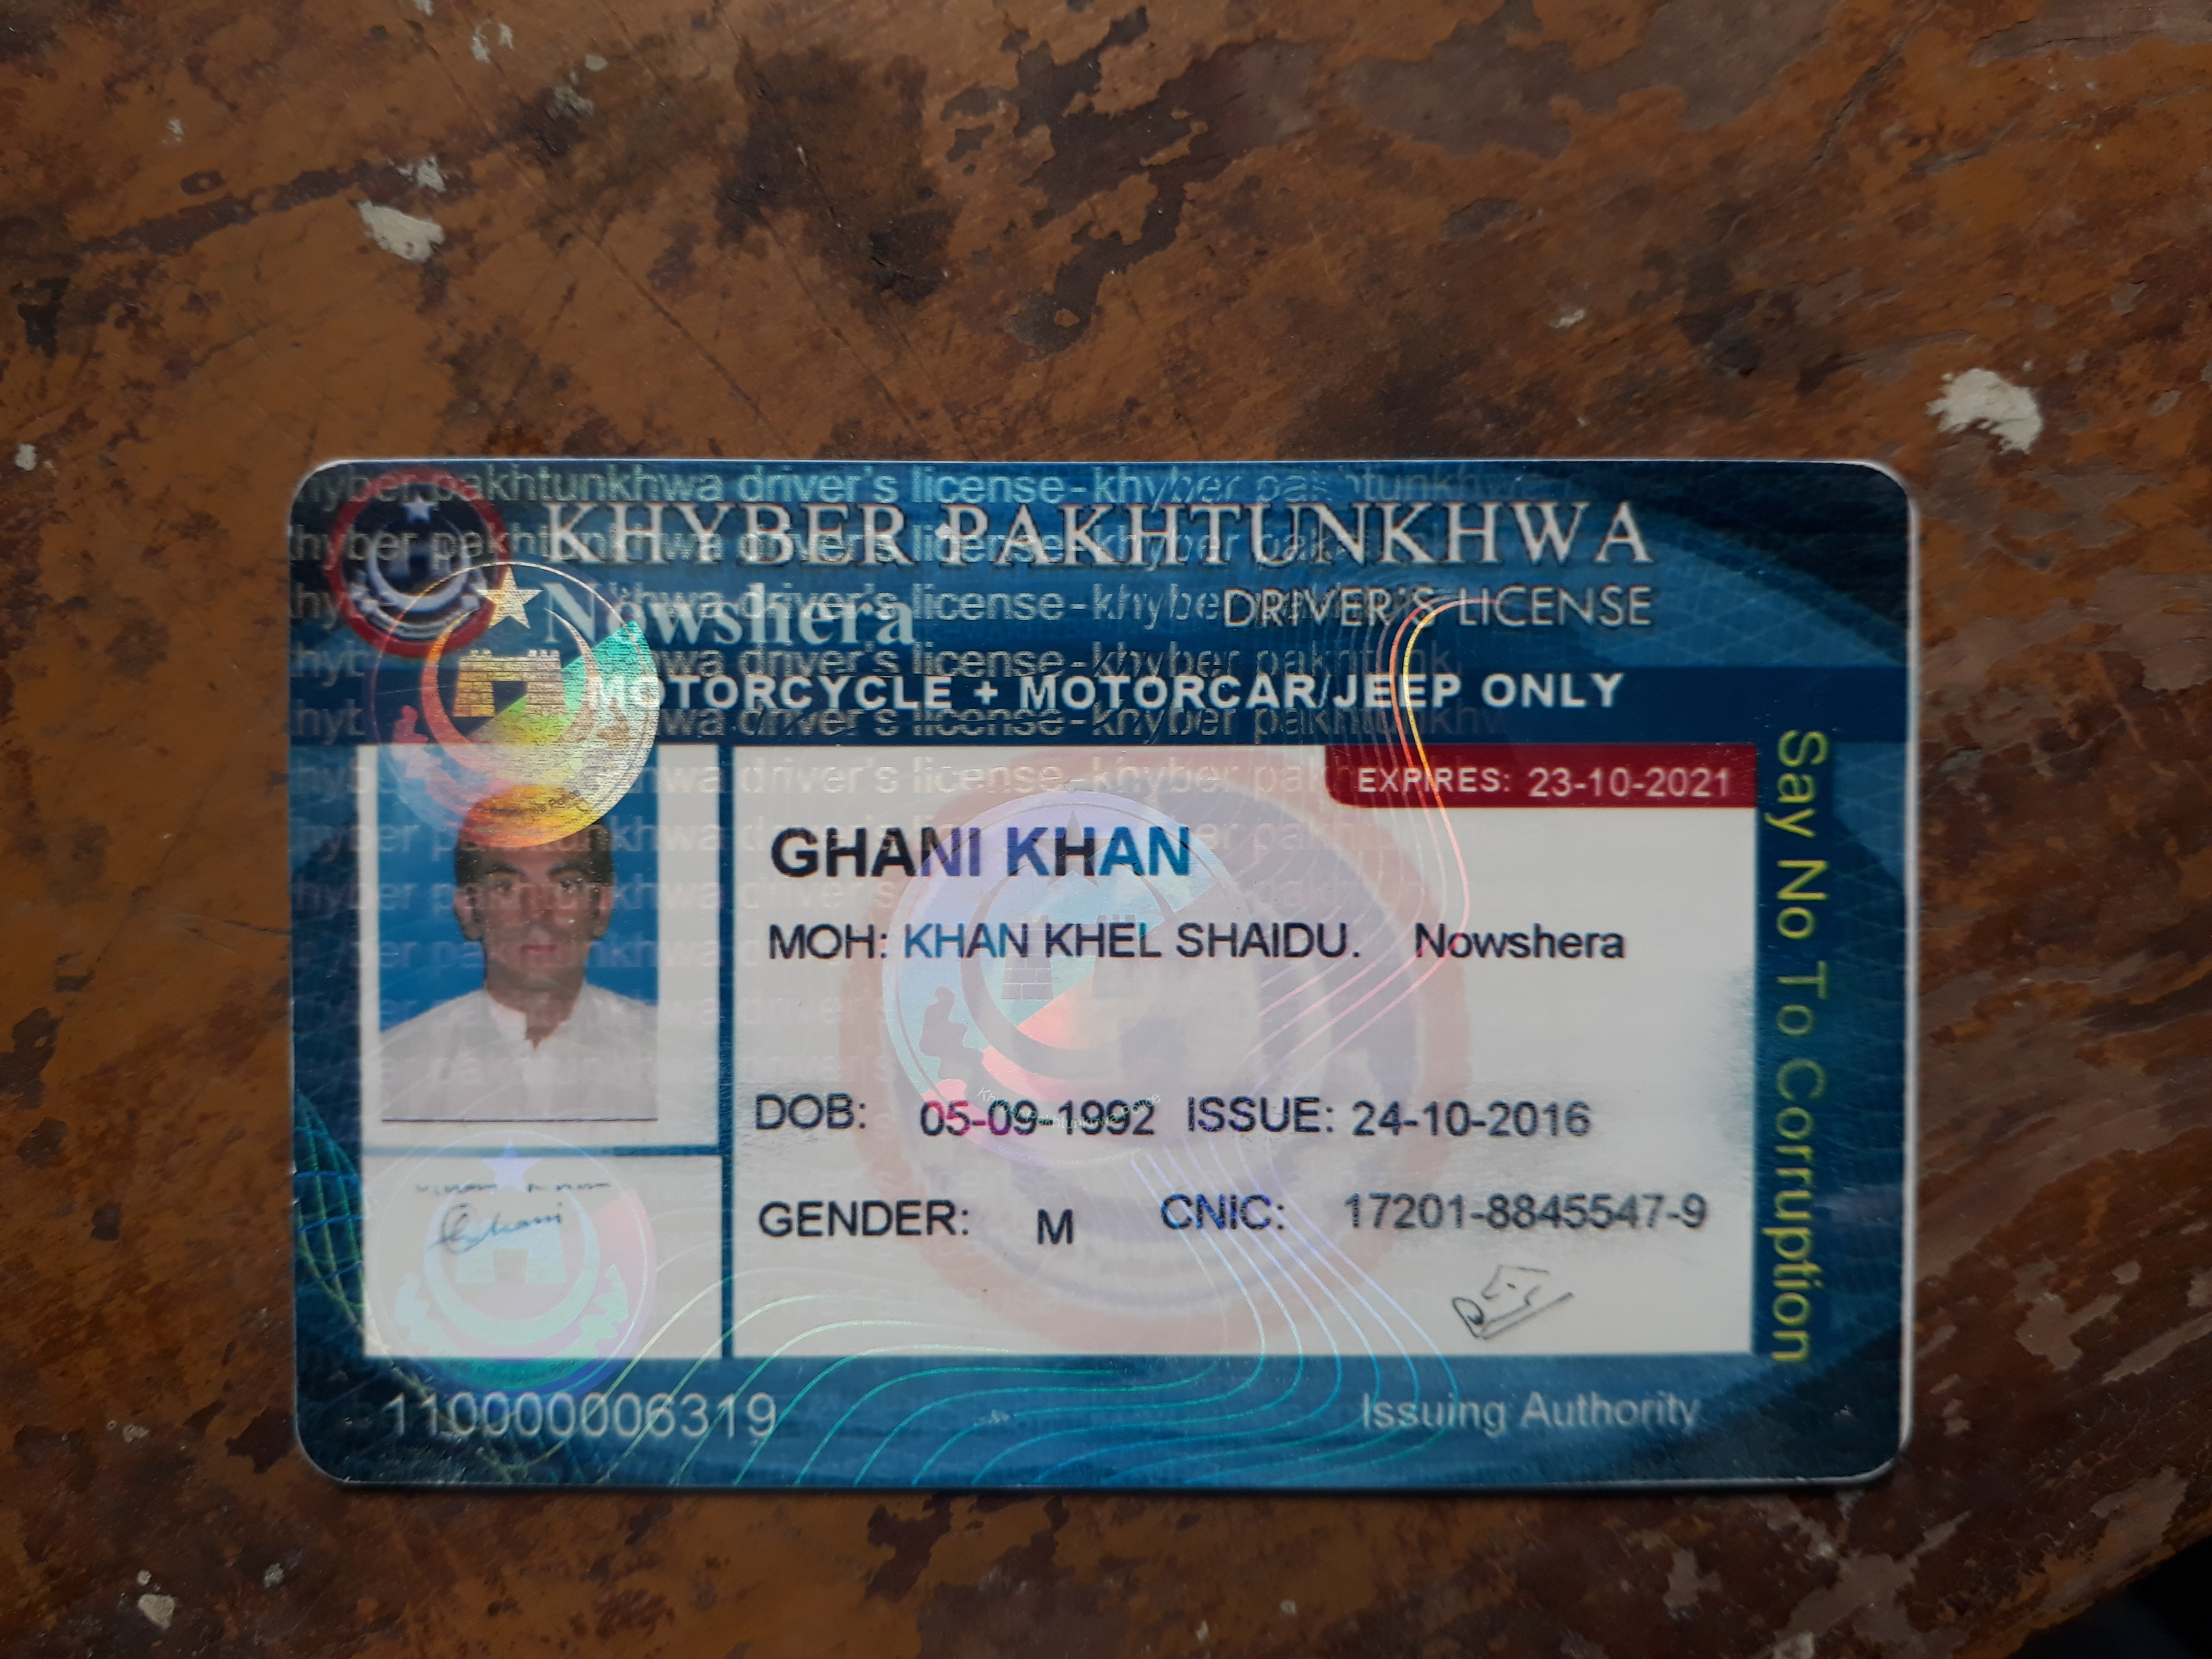 KHYBER PAKHTUNKHWA
Nowshera DRIVER'S LICENSE
MOTORCYCLE + MOTORCAR/JEEP ONLY
EXPIRES: 23-10-2021
GHANI KHAN
MOH: KHAN KHEL SHAIDU. Nowshera
DOB: 05-09-1992 ISSUE: 24-10-2016
GENDER: M CNIC: 17201-8845547-9
110000006319 Issuing Authority
Say No To Corruption